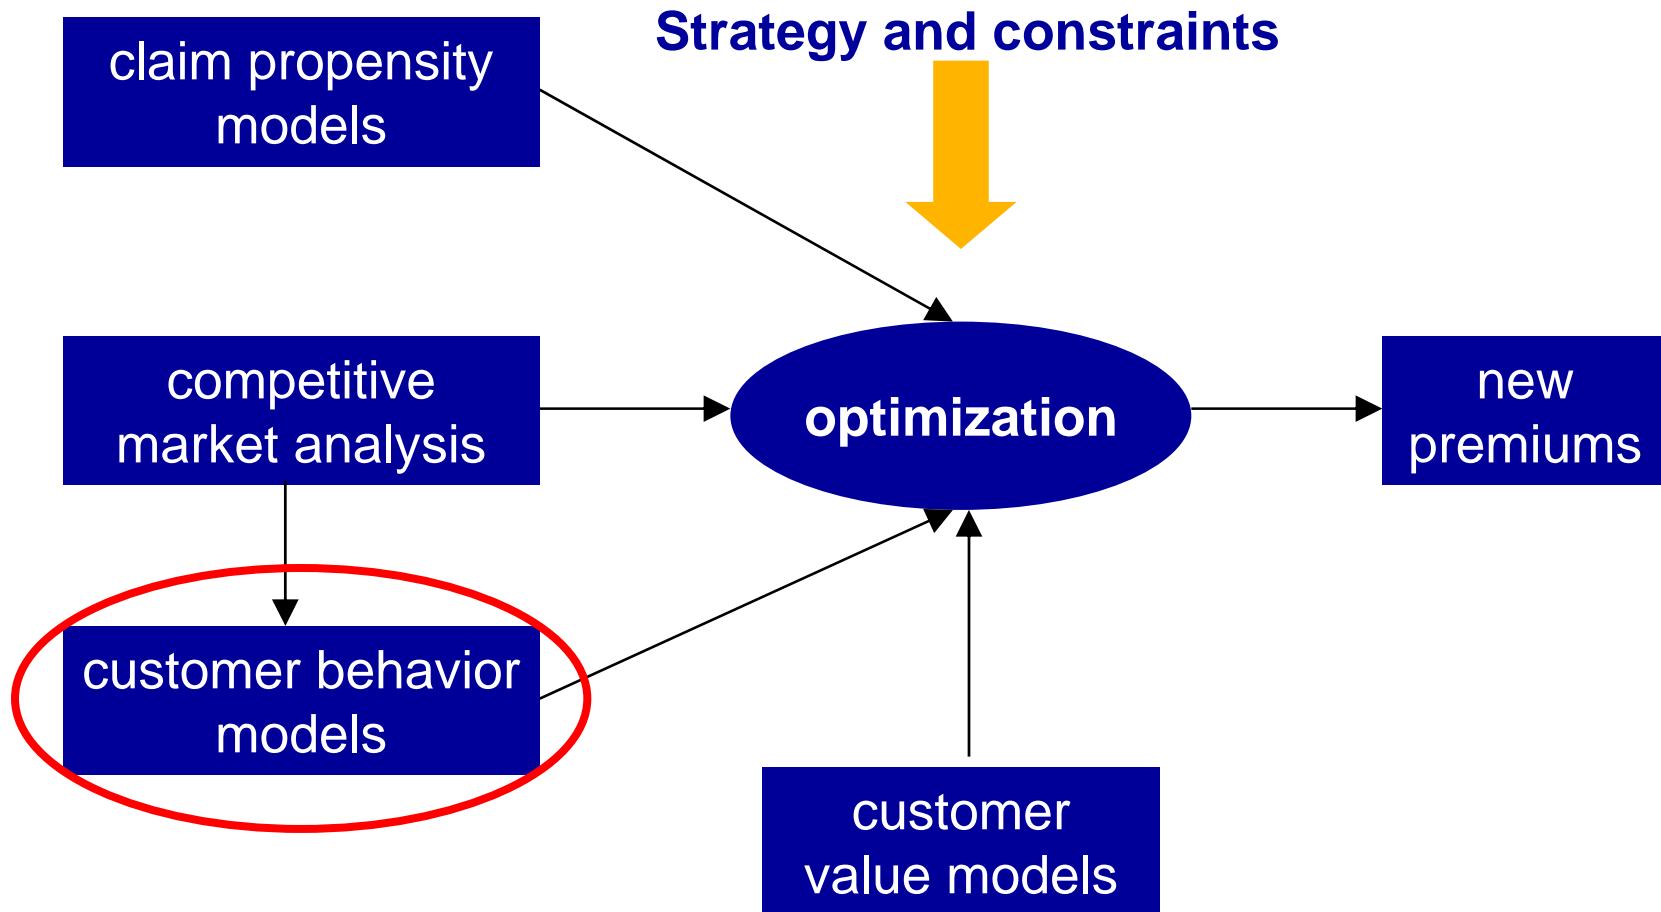 Strategy and constraints
claim propensity
models
competitive
market analysis
optimization
new
premiums
customer behavior
models
customer
value models